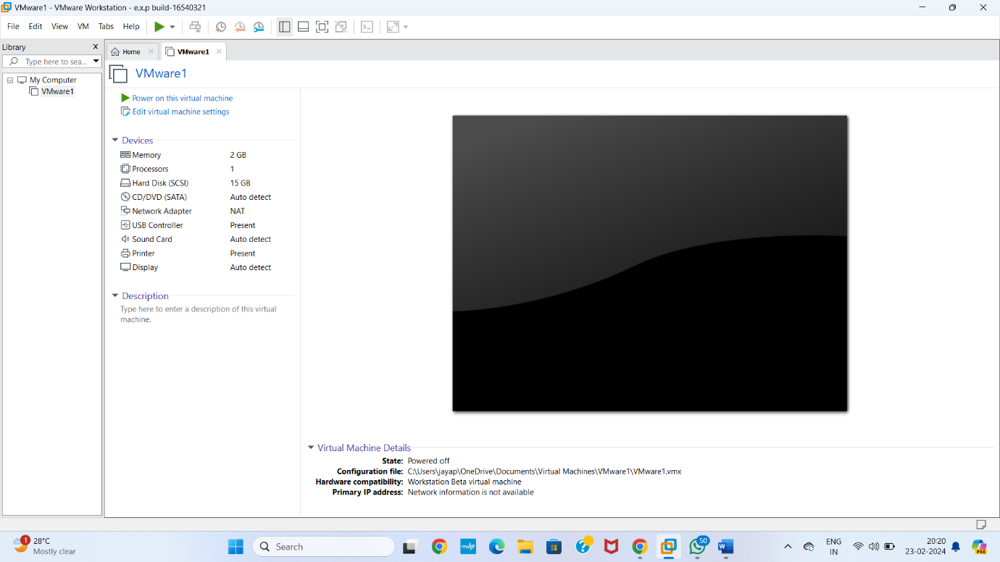 VMware1 - VMware Workstation - e.x.p build-16540321
File Edit View VM Tabs Help
Library
Type here to sea...
My Computer
VMware1
Home
VMware1
VMware1
Power on this virtual machine
Edit virtual machine settings
Devices
Memory 2 GB
Processors 1
Hard Disk (SCSI) 15 GB
CD/DVD (SATA) Auto detect
Network Adapter NAT
USB Controller Present
Sound Card Auto detect
Printer Present
Display Auto detect
Description
Type here to enter a description of this virtual
machine.
Virtual Machine Details
State: Powered off
Configuration file: C:\Users\jayap\OneDrive\Documents\Virtual Machines\VMware1\VMware1.vmx
Hardware compatibility: Workstation Beta virtual machine
Primary IP address: Network information is not available
1
28°C
Mostly clear
Search
myhp
50
W
ENG
IN
20:20
23-02-2024
PRE